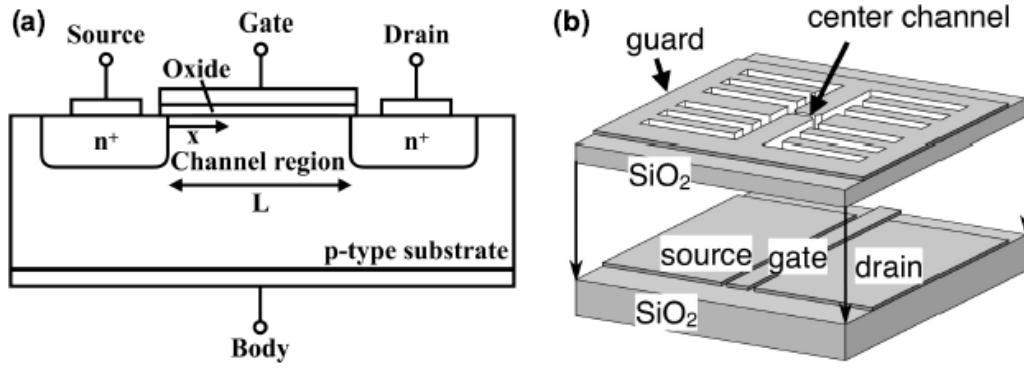 (a)
Source
Gate
Drain
Oxide
n⁺
x
n⁺
Channel region
L
p-type substrate
Body
(b)
center channel
guard
SiO₂
source
gate
drain
SiO₂